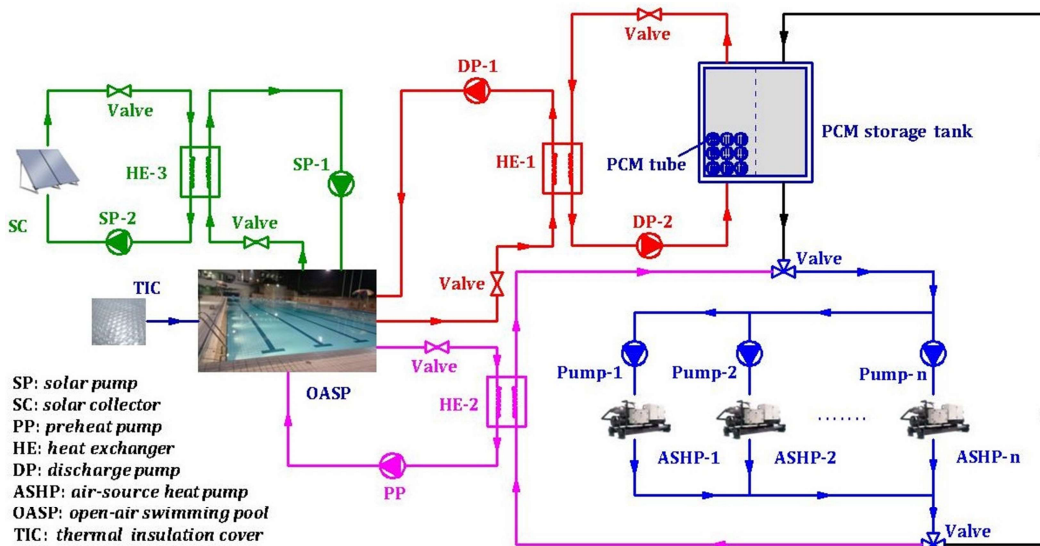 Valve
DP-1
Valve
HE-3
SP-1
HE-1
PCM tube
PCM storage tank
SC
SP-2
Valve
DP-2
Valve
Valve
TIC
OASP
Valve
HE-2
PP
Pump-1
Pump-2
Pump-n
.......
ASHP-1
ASHP-2
ASHP-n
Valve
SP: solar pump
SC: solar collector
PP: preheat pump
HE: heat exchanger
DP: discharge pump
ASHP: air-source heat pump
OASP: open-air swimming pool
TIC: thermal insulation cover